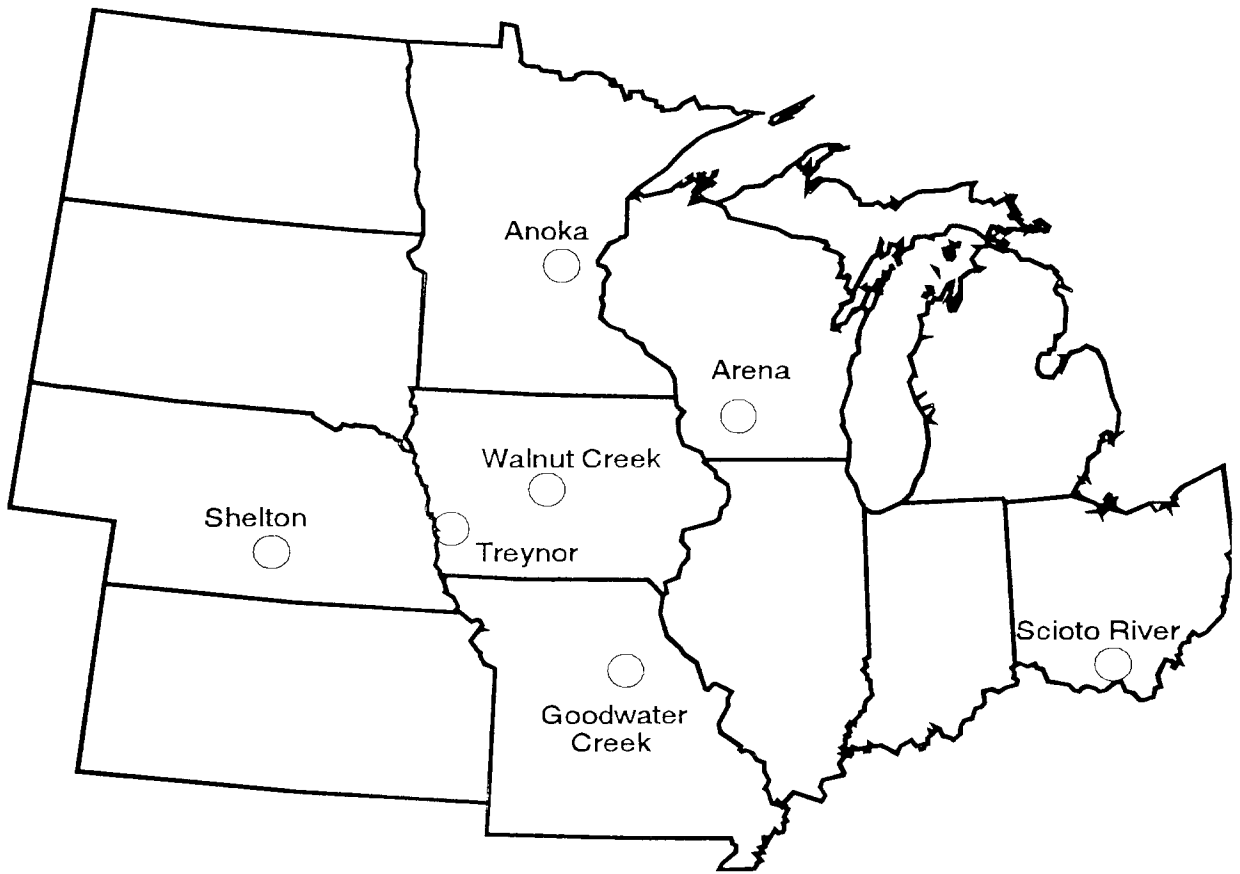 Anoka
Arena
Walnut Creek
Shelton
Treynor
Scioto River
Goodwater
Creek